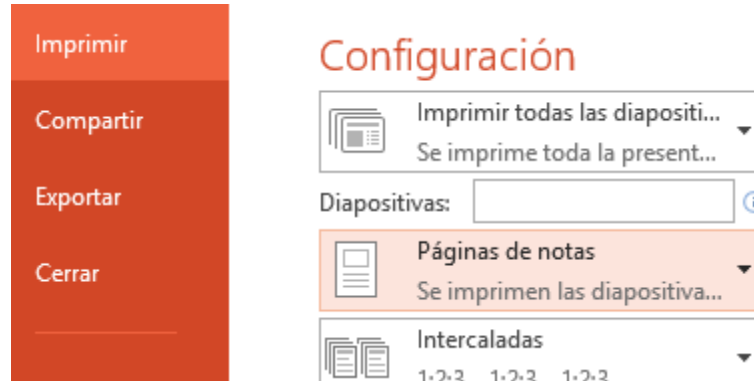 Imprimir
Compartir
Exportar
Cerrar
Configuración
Imprimir todas las diapositi...
Se imprime toda la present...
Diapositivas:
Páginas de notas
Se imprimen las diapositiva...
Intercaladas
1;2;3 1;2;3 1;2;3